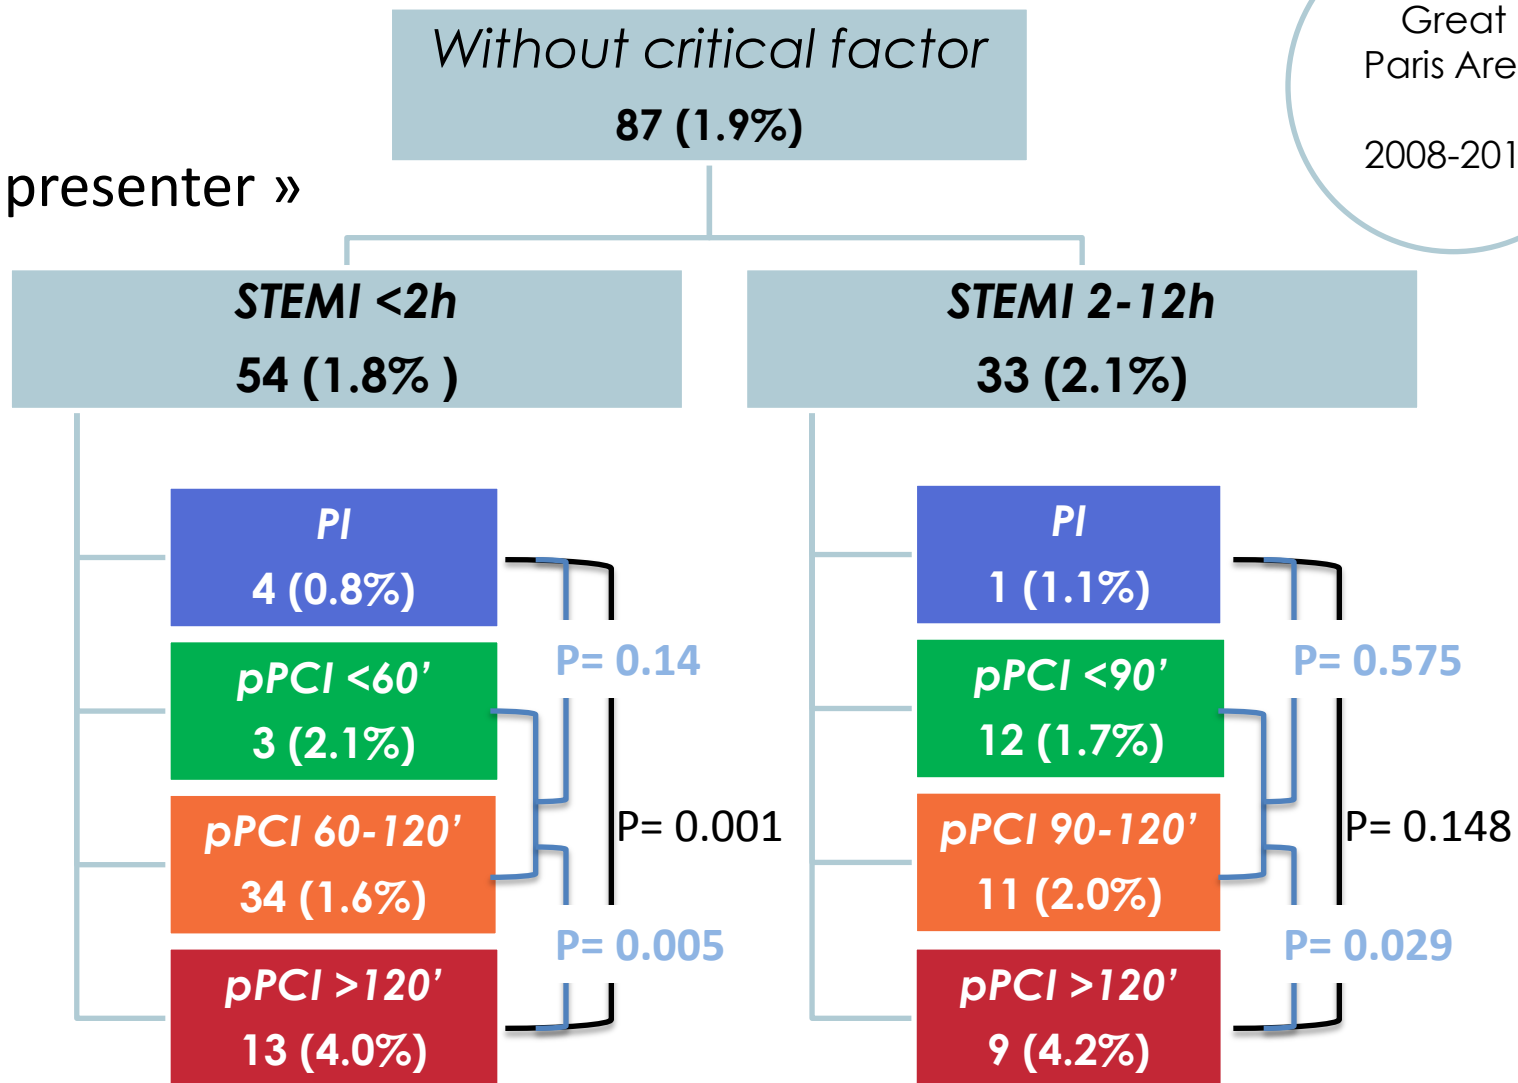 Without critical factor
87 (1.9%)
Great
Paris Are
2008-201
presenter »
STEMI <2h
54 (1.8% )
STEMI 2-12h
33 (2.1%)
PI
4 (0.8%)
pPCI <60’
3 (2.1%)
pPCI 60-120’
34 (1.6%)
pPCI >120’
13 (4.0%)
P= 0.14
P= 0.001
P= 0.005
PI
1 (1.1%)
pPCI <90’
12 (1.7%)
pPCI 90-120’
11 (2.0%)
pPCI >120’
9 (4.2%)
P= 0.575
P= 0.148
P= 0.029